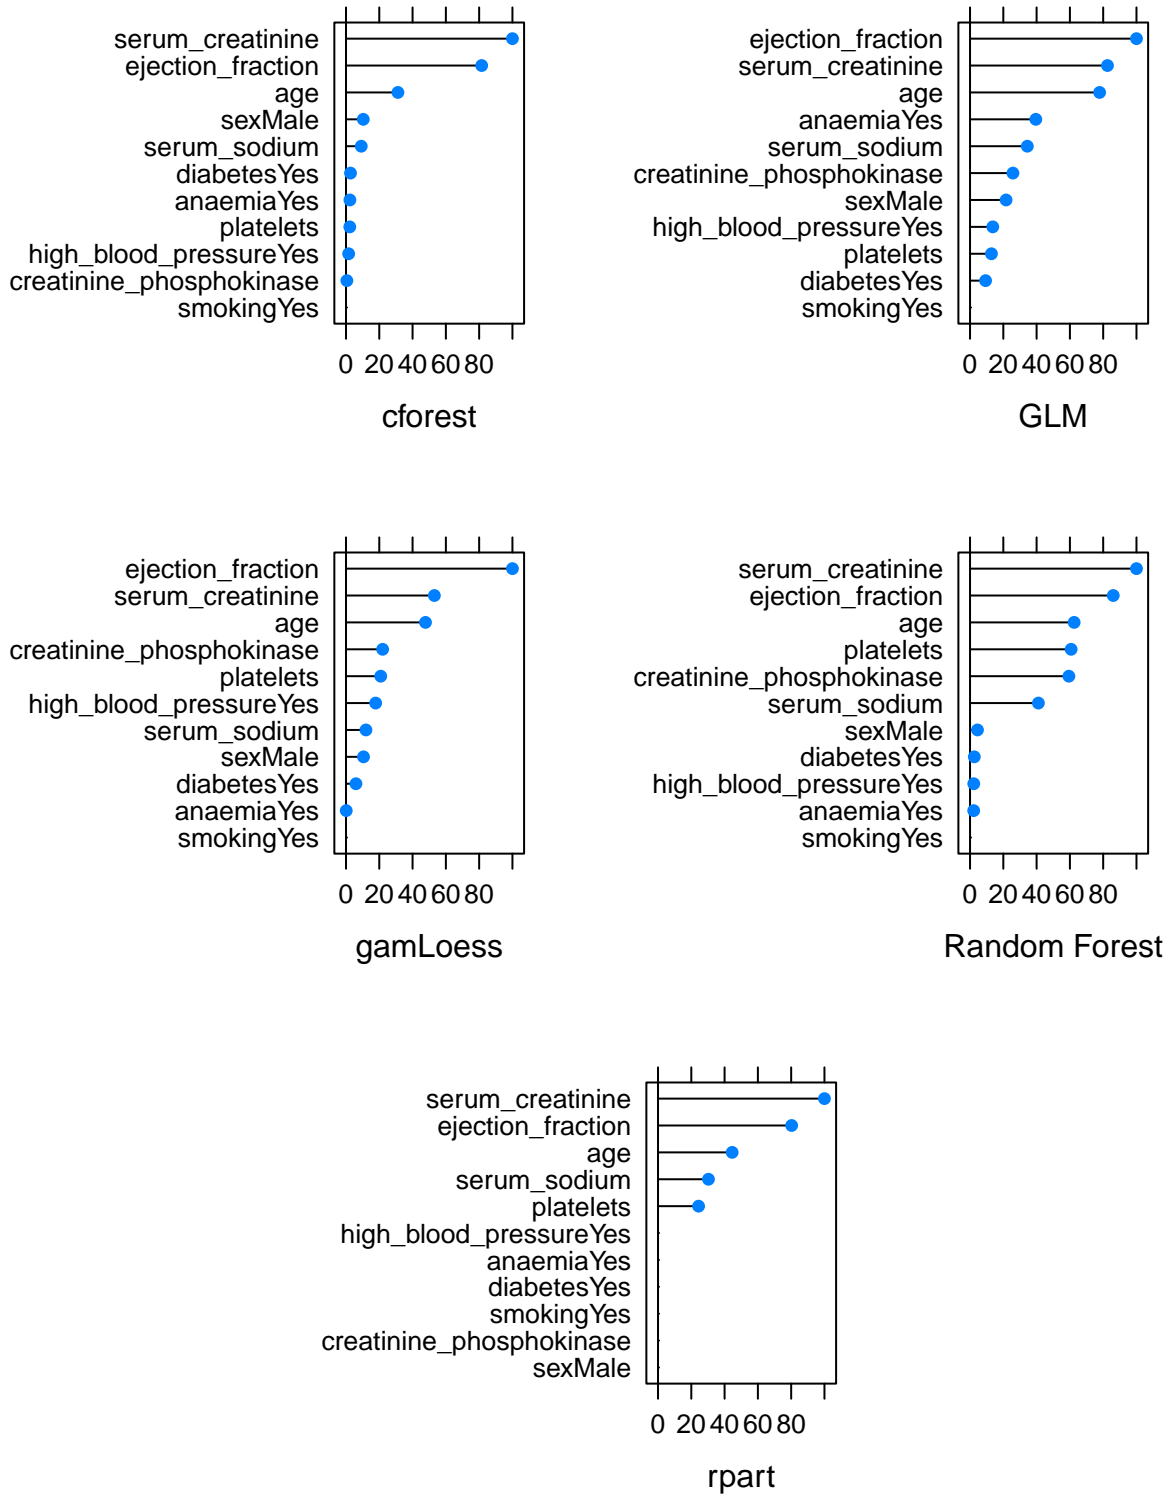 serum_creatinine
ejection_fraction
age
sexMale
serum_sodium
diabetesYes
anaemiaYes
platelets
high_blood_pressureYes
creatinine_phosphokinase
smokingYes
0 20 40 60 80
cforest
ejection_fraction
serum_creatinine
age
anaemiaYes
serum_sodium
creatinine_phosphokinase
sexMale
high_blood_pressureYes
platelets
diabetesYes
smokingYes
0 20 40 60 80
GLM
ejection_fraction
serum_creatinine
age
creatinine_phosphokinase
platelets
high_blood_pressureYes
serum_sodium
sexMale
diabetesYes
anaemiaYes
smokingYes
0 20 40 60 80
gamLoess
serum_creatinine
ejection_fraction
age
platelets
creatinine_phosphokinase
serum_sodium
sexMale
diabetesYes
high_blood_pressureYes
anaemiaYes
smokingYes
0 20 40 60 80
Random Forest
serum_creatinine
ejection_fraction
age
serum_sodium
platelets
high_blood_pressureYes
anaemiaYes
diabetesYes
smokingYes
creatinine_phosphokinase
sexMale
0 20 40 60 80
rpart